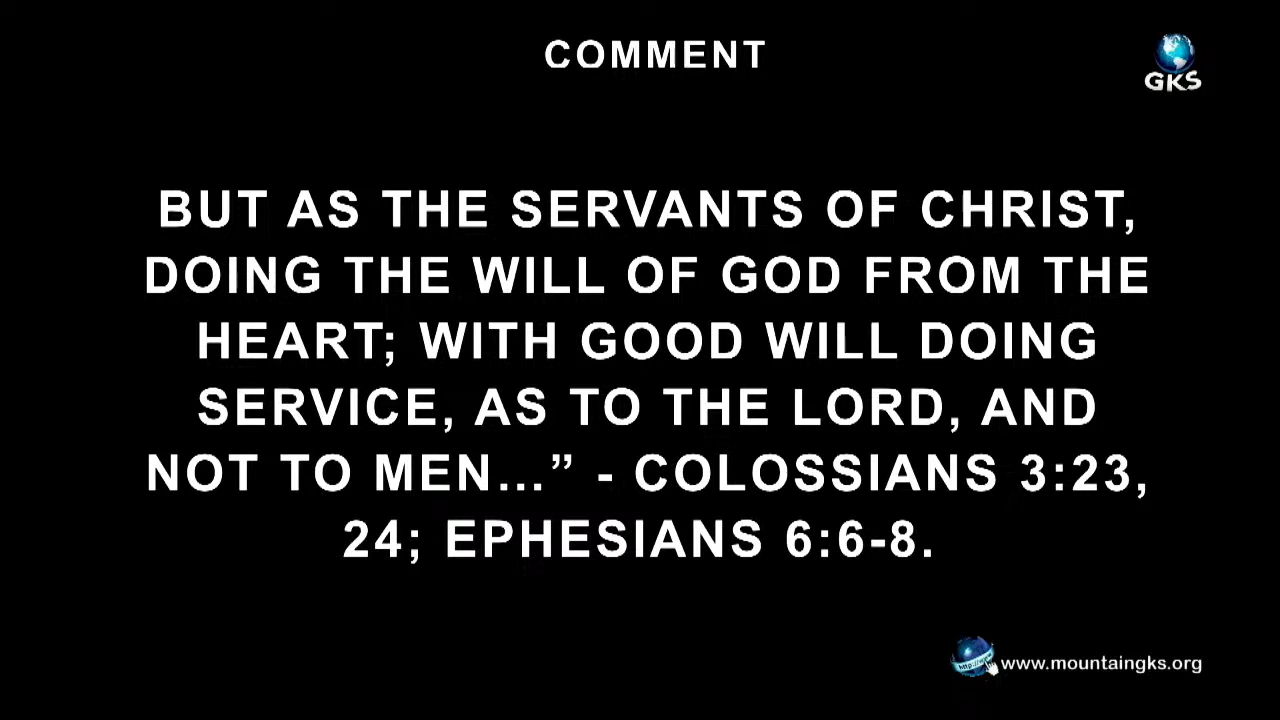 COMMENT
GKS
BUT AS THE SERVANTS OF CHRIST,
DOING THE WILL OF GOD FROM THE
HEART; WITH GOOD WILL DOING
SERVICE, AS TO THE LORD, AND
NOT TO MEN...” - COLOSSIANS 3:23,
24; EPHESIANS 6:6-8.
www.mountaingks.org